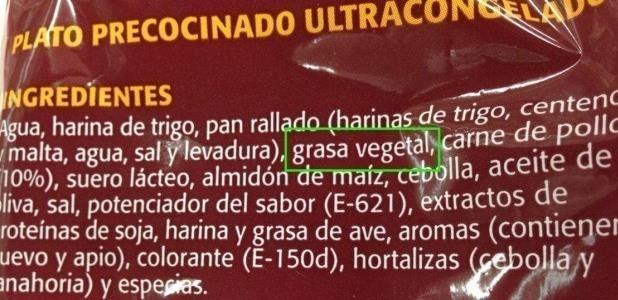 PLATO PRECOCINADO ULTRACONGELADO
INGREDIENTES
Agua, harina de trigo, pan rallado (harinas de trigo, centeno
y malta, agua, sal y levadura), grasa vegetal, carne de pollo
(10%), suero lácteo, almidón de maíz, cebolla, aceite de
oliva, sal, potenciador del sabor (E-621), extractos de
proteínas de soja, harina y grasa de ave, aromas (contienen
huevo y apio), colorante (E-150d), hortalizas (cebolla y
zanahoria) y especias.